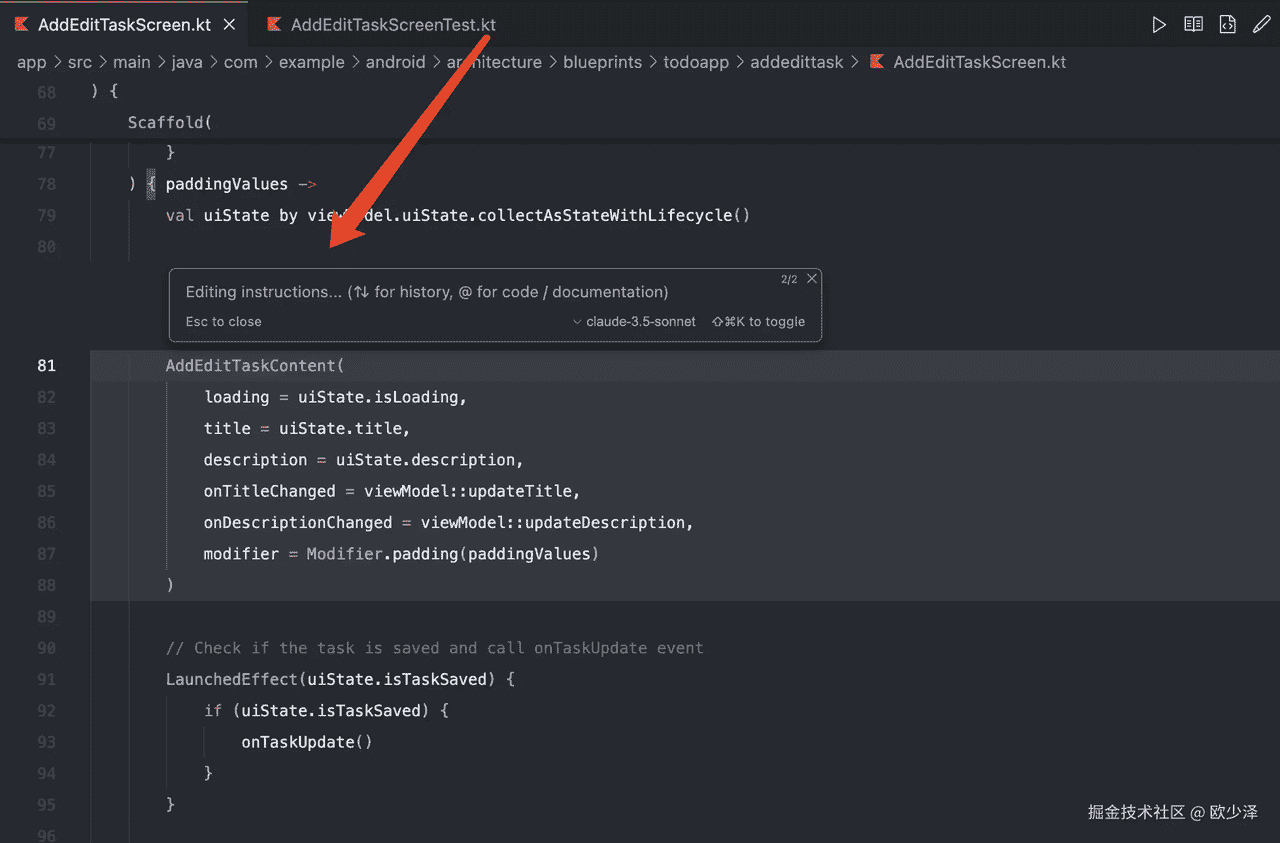 AddEditTaskScreen.kt
AddEditTaskScreenTest.kt
app > src > main > java > com > example > android > architecture > blueprints > todoapp > addedittask > AddEditTaskScreen.kt
68 ) {
69 Scaffold(
77 }
78 ) { paddingValues ->
79 val uiState by viewModel.uiState.collectAsStateWithLifecycle()
80
Editing instructions... (⇅ for history, @ for code / documentation)
2/2
Esc to close
claude-3.5-sonnet
⇧⌘K to toggle
81 AddEditTaskContent(
82 loading = uiState.isLoading,
83 title = uiState.title,
84 description = uiState.description,
85 onTitleChanged = viewModel::updateTitle,
86 onDescriptionChanged = viewModel::updateDescription,
87 modifier = Modifier.padding(paddingValues)
88 )
89
90 // Check if the task is saved and call onTaskUpdate event
91 LaunchedEffect(uiState.isTaskSaved) {
92 if (uiState.isTaskSaved) {
93 onTaskUpdate()
94 }
95 }
96
掘金技术社区 @ 欧少泽